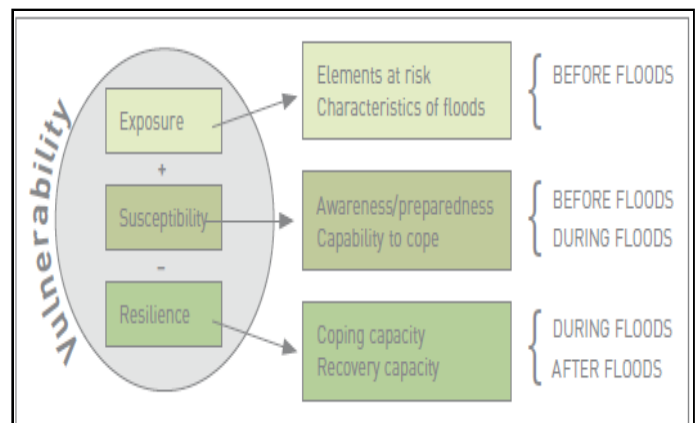 Vulnerability
Exposure
+
Susceptibility
–
Resilience
Elements at risk
Characteristics of floods
BEFORE FLOODS
Awareness/preparedness
Capability to cope
BEFORE FLOODS
DURING FLOODS
Coping capacity
Recovery capacity
DURING FLOODS
AFTER FLOODS